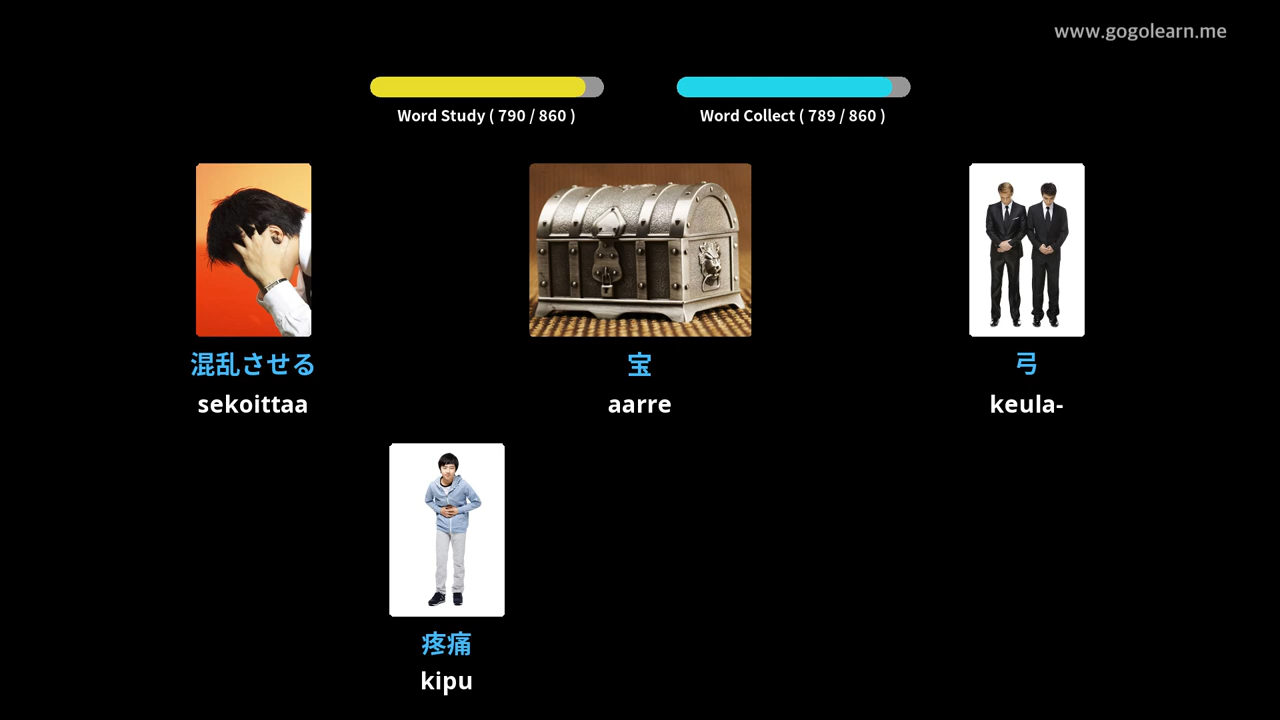 www.gogolearn.me
Word Study ( 790 / 860 )
Word Collect ( 789 / 860 )
混乱させる
sekoittaa
宝
aarre
弓
keula-
疼痛
kipu